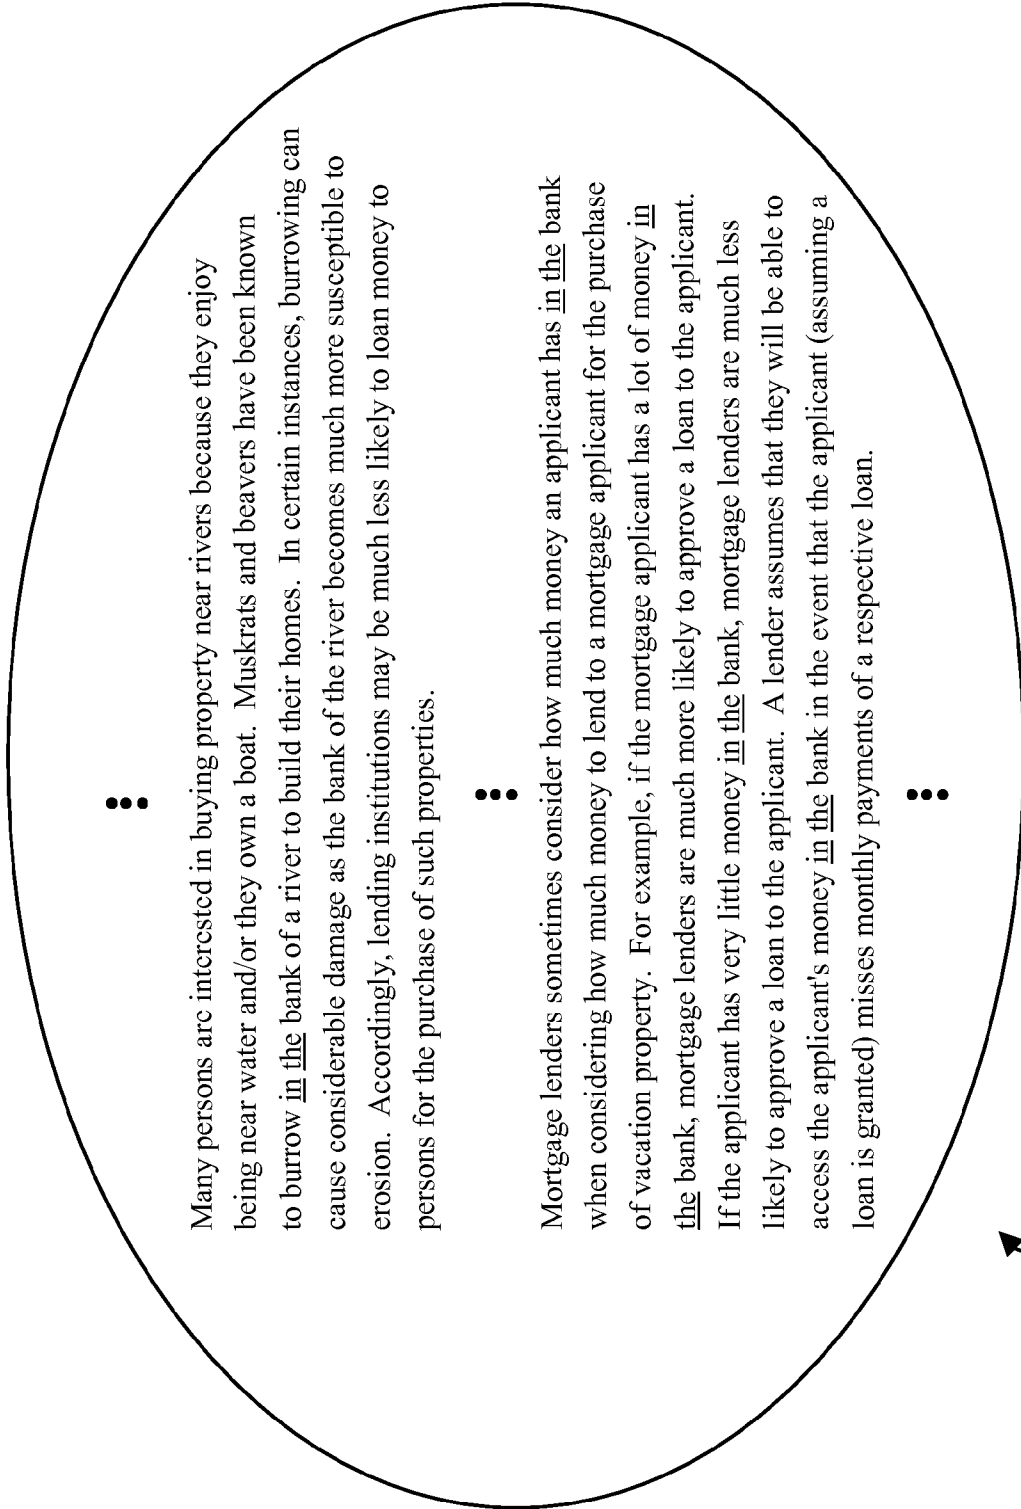 Many persons are interested in buying property near rivers because they enjoy
being near water and/or they own a boat. Muskrats and beavers have been known
to burrow in the bank of a river to build their homes. In certain instances, burrowing can
cause considerable damage as the bank of the river becomes much more susceptible to
erosion. Accordingly, lending institutions may be much less likely to loan money to
persons for the purchase of such properties.
Mortgage lenders sometimes consider how much money an applicant has in the bank
when considering how much money to lend to a mortgage applicant for the purchase
of vacation property. For example, if the mortgage applicant has a lot of money in
the bank, mortgage lenders are much more likely to approve a loan to the applicant.
If the applicant has very little money in the bank, mortgage lenders are much less
likely to approve a loan to the applicant. A lender assumes that they will be able to
access the applicant's money in the bank in the event that the applicant (assuming a
loan is granted) misses monthly payments of a respective loan.